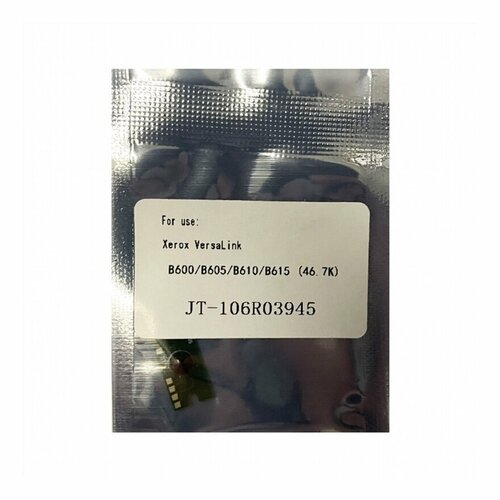 For use:
Xerox VersaLink
B600/B605/B610/B615 (46.7K)
JT-106R03945